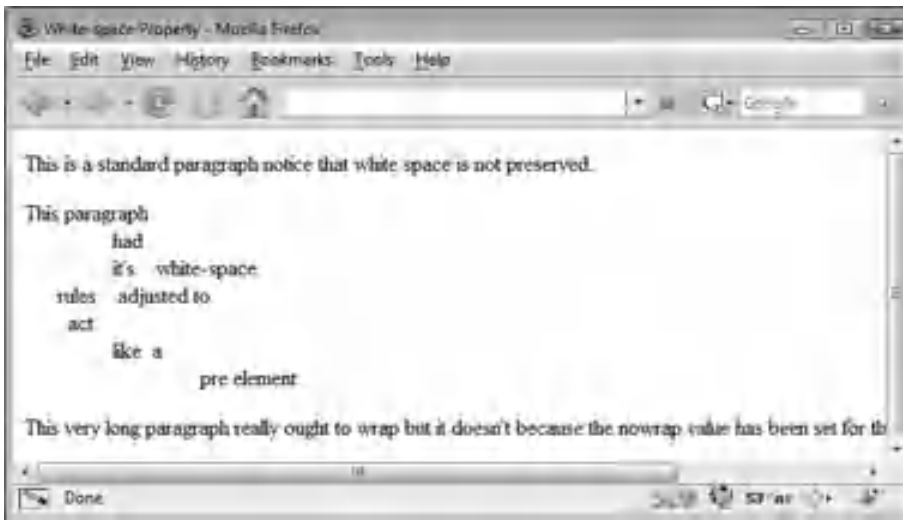 White-space Property - Mozilla Firefox
File Edit View History Bookmarks Tools Help
Google
This is a standard paragraph notice that white space is not preserved.
This paragraph
had
it's white-space
rules adjusted to
act
like a
pre element
This very long paragraph really ought to wrap but it doesn't because the nowrap value has been set for th
Done